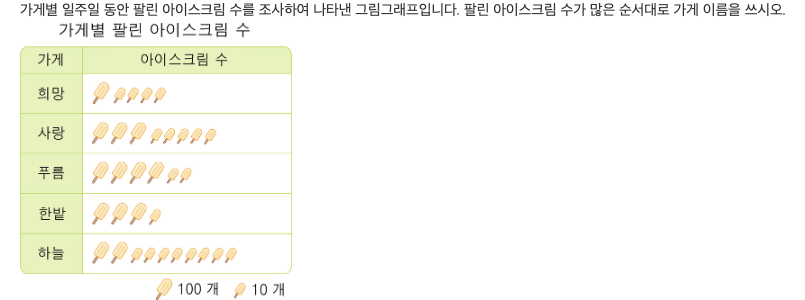 가게별 일주일 동안 팔린 아이스크림 수를 조사하여 나타낸 그림그래프입니다. 팔린 아이스크림 수가 많은 순서대로 가게 이름을 쓰시오.
가게별 팔린 아이스크림 수
가게 아이스크림 수
희망
사랑
푸름
한밭
하늘
100 개 10 개